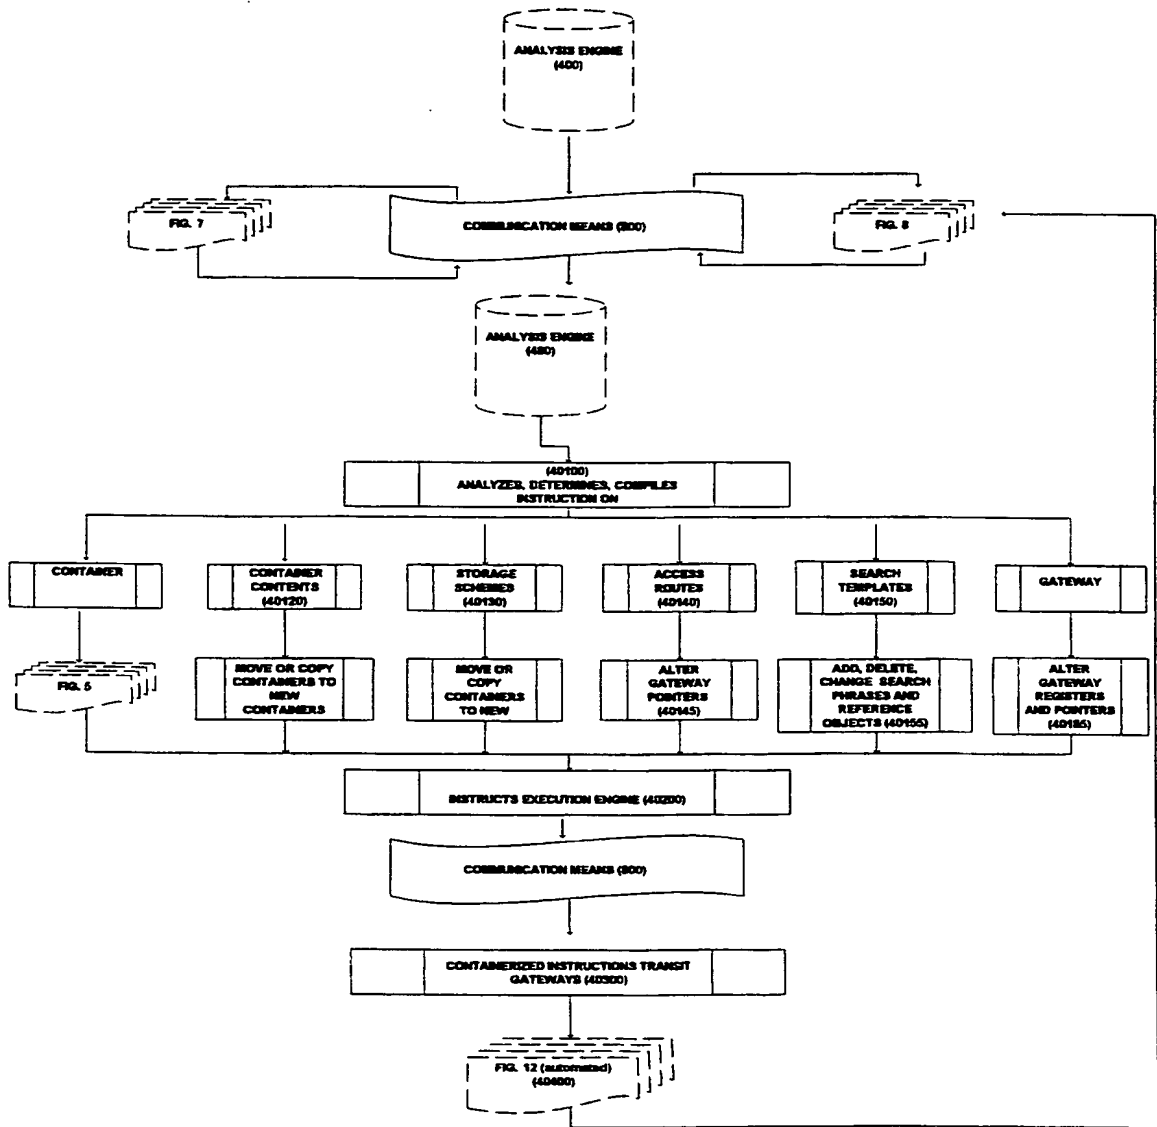 ANALYSIS ENGINE
(400)
FIG. 7
COMMUNICATION MEANS (800)
FIG. 8
ANALYSIS ENGINE
(480)
(40100)
ANALYZES, DETERMINES, COMPILES
INSTRUCTION ON
CONTAINER
CONTAINER
CONTENTS
(40120)
STORAGE
SCHEMES
(40130)
ACCESS
ROUTES
(40140)
SEARCH
TEMPLATES
(40150)
GATEWAY
FIG. 5
MOVE OR COPY
CONTAINERS TO
NEW
CONTAINERS
MOVE OR
COPY
CONTAINERS
TO NEW
ALTER
GATEWAY
POINTERS
(40145)
ADD, DELETE,
CHANGE SEARCH
PHRASES AND
REFERENCE
OBJECTS (40155)
ALTER
GATEWAY
REGISTERS
AND POINTERS
(40185)
INSTRUCTS EXECUTION ENGINE (40200)
COMMUNICATION MEANS (800)
CONTAINERIZED INSTRUCTIONS TRANSIT
GATEWAYS (40300)
FIG. 12 (automated)
(40400)